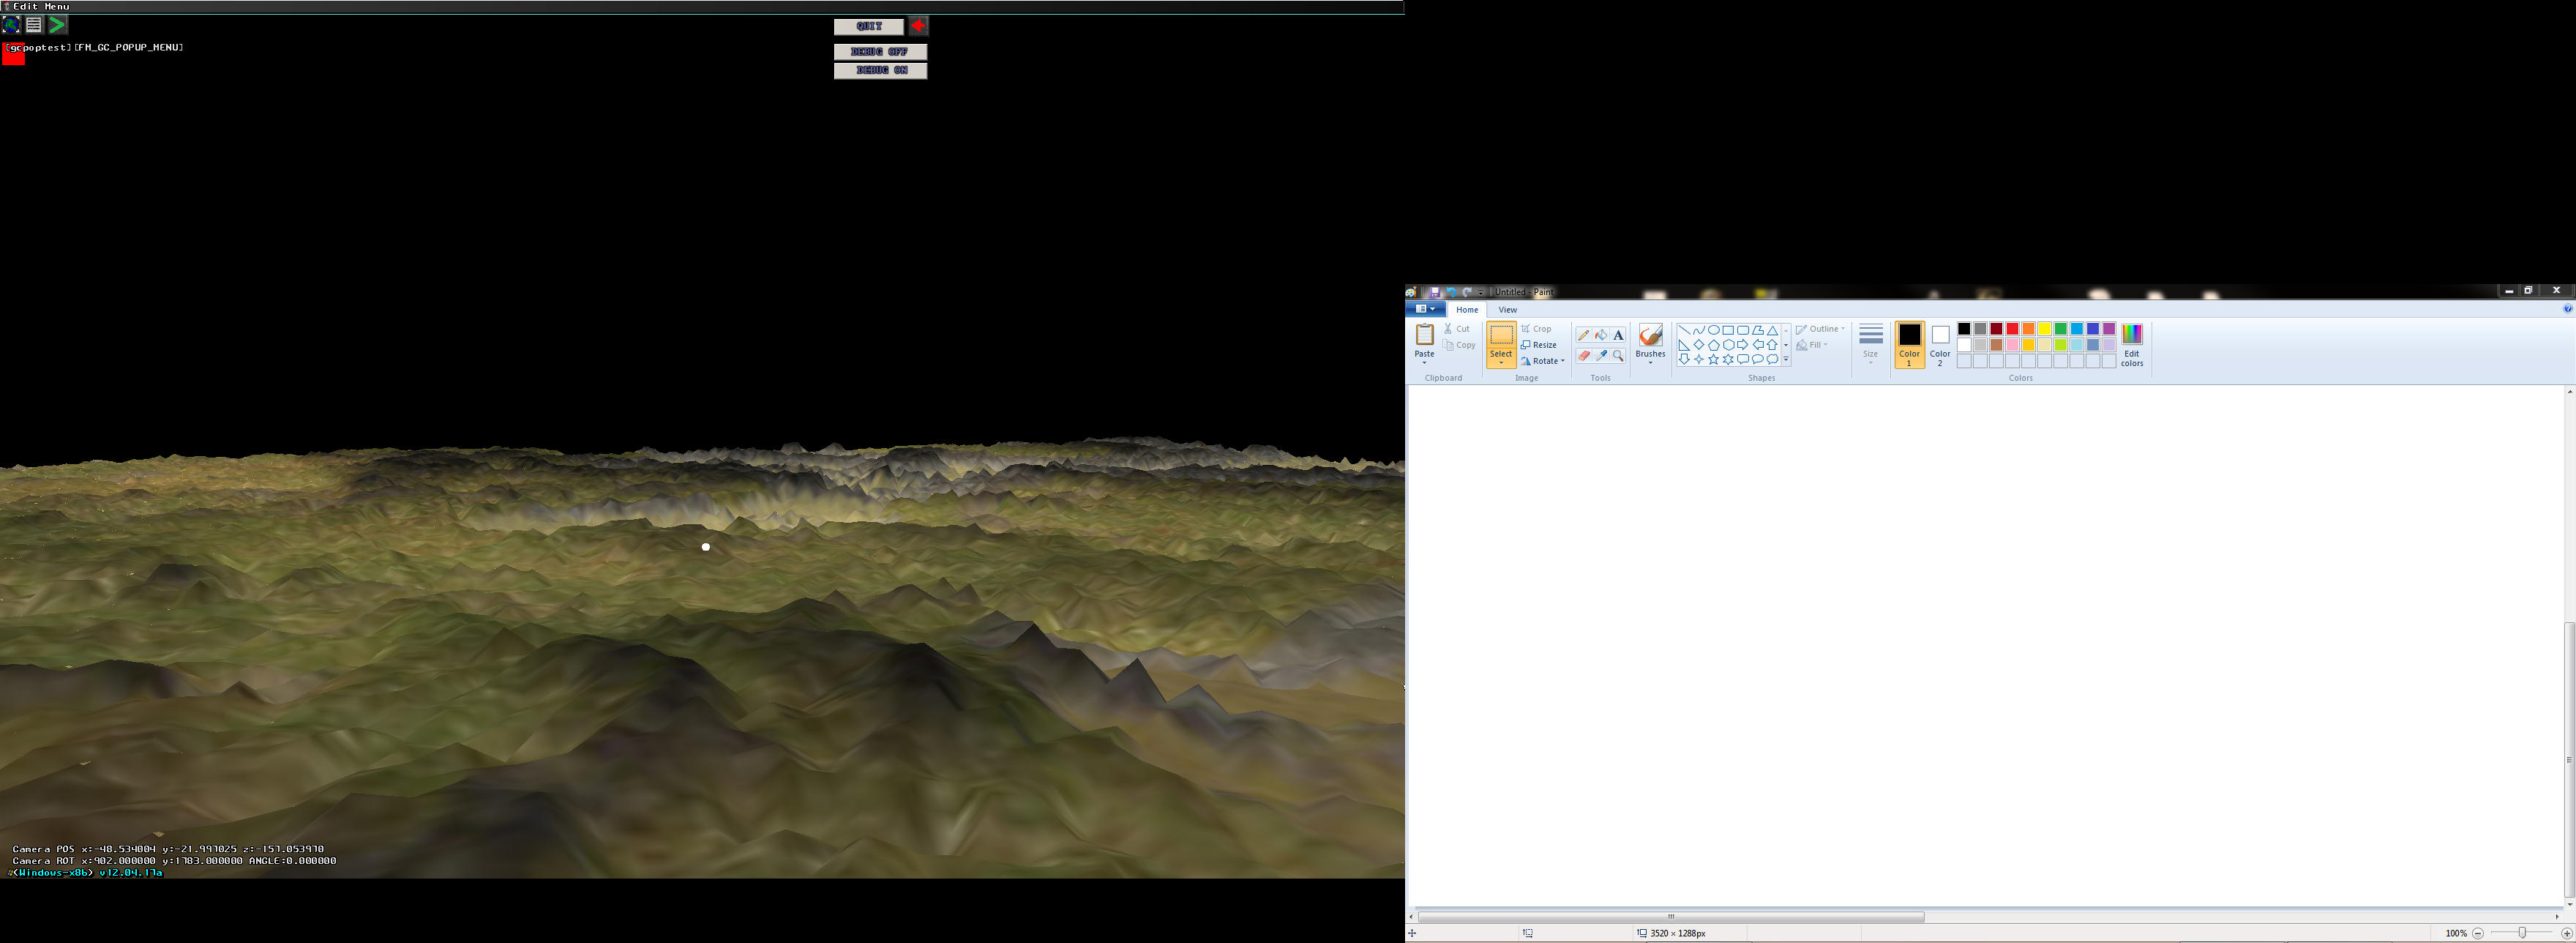 Edit Menu
QUIT
[gcpoptest][FM_GC_POPUP_MENU]
DEBUG OFF
DEBUG ON
Camera POS x:-48.534004 y:-21.997025 z:-157.053970
Camera ROT x:902.000000 y:1783.000000 ANGLE:0.000000
(Windows-x86) v12.04.17a
Untitled - Paint
Home View
Paste
Cut
Copy
Clipboard
Select
Crop
Resize
Rotate
Image
Tools
Brushes
Shapes
Outline
Fill
Size
Color 1
Color 2
Edit colors
Colors
3520 × 1288px
100%